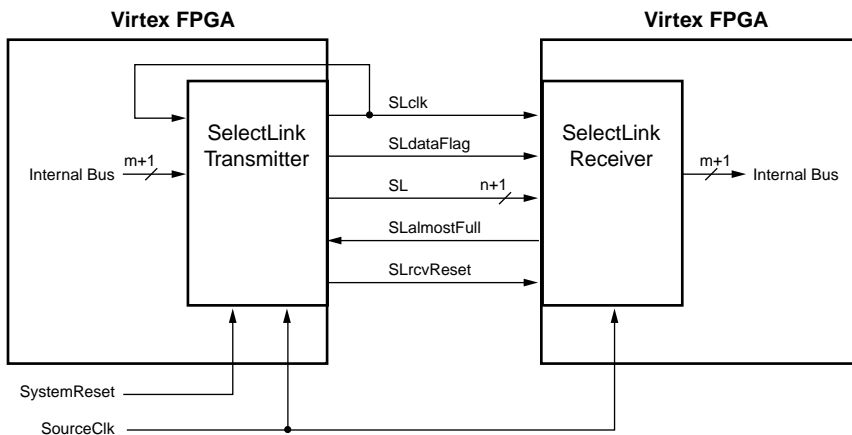 Virtex FPGA
Virtex FPGA
SelectLink
Transmitter
SelectLink
Receiver
SLclk
SLdataFlag
SL
n+1
SLalmostFull
SLrcvReset
Internal Bus
m+1
m+1
Internal Bus
SystemReset
SourceClk